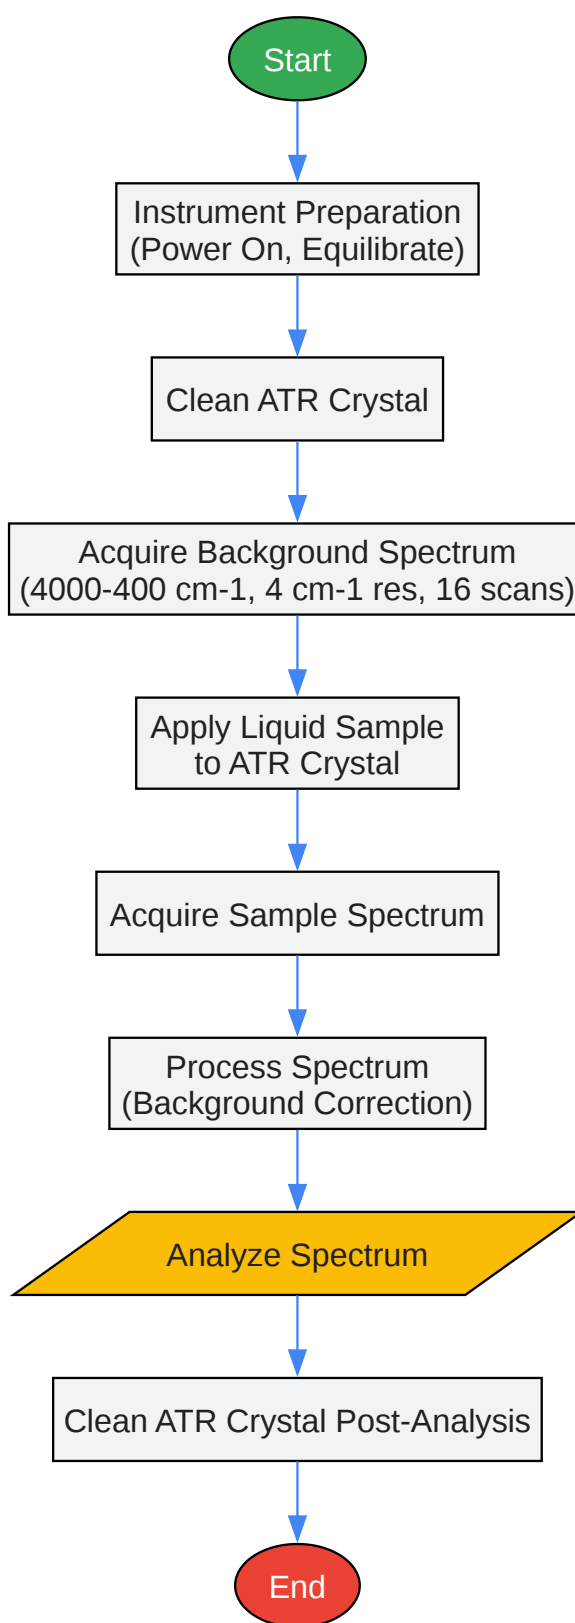 Start
Instrument Preparation
(Power On, Equilibrate)
Clean ATR Crystal
Acquire Background Spectrum
(4000-400 cm-1, 4 cm-1 res, 16 scans)
Apply Liquid Sample
to ATR Crystal
Acquire Sample Spectrum
Process Spectrum
(Background Correction)
Analyze Spectrum
Clean ATR Crystal Post-Analysis
End